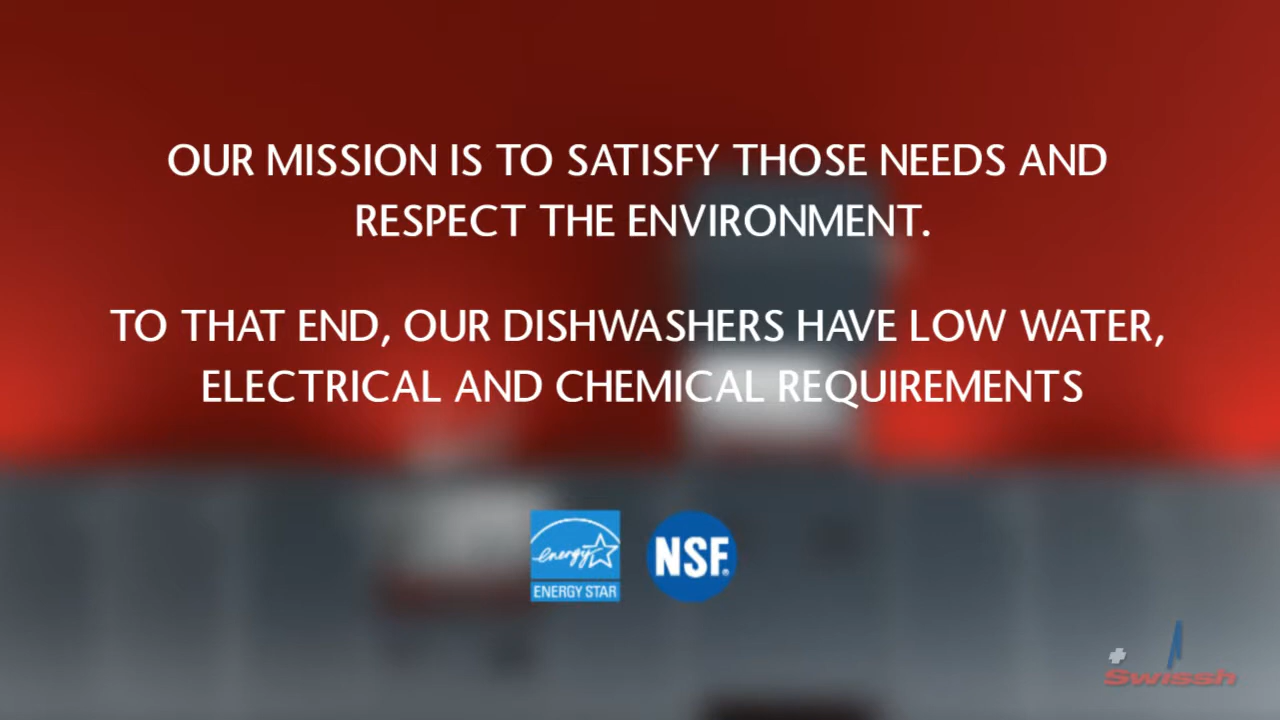 OUR MISSION IS TO SATISFY THOSE NEEDS AND
RESPECT THE ENVIRONMENT.
TO THAT END, OUR DISHWASHERS HAVE LOW WATER,
ELECTRICAL AND CHEMICAL REQUIREMENTS
energy
ENERGY STAR
NSF®
Swissh